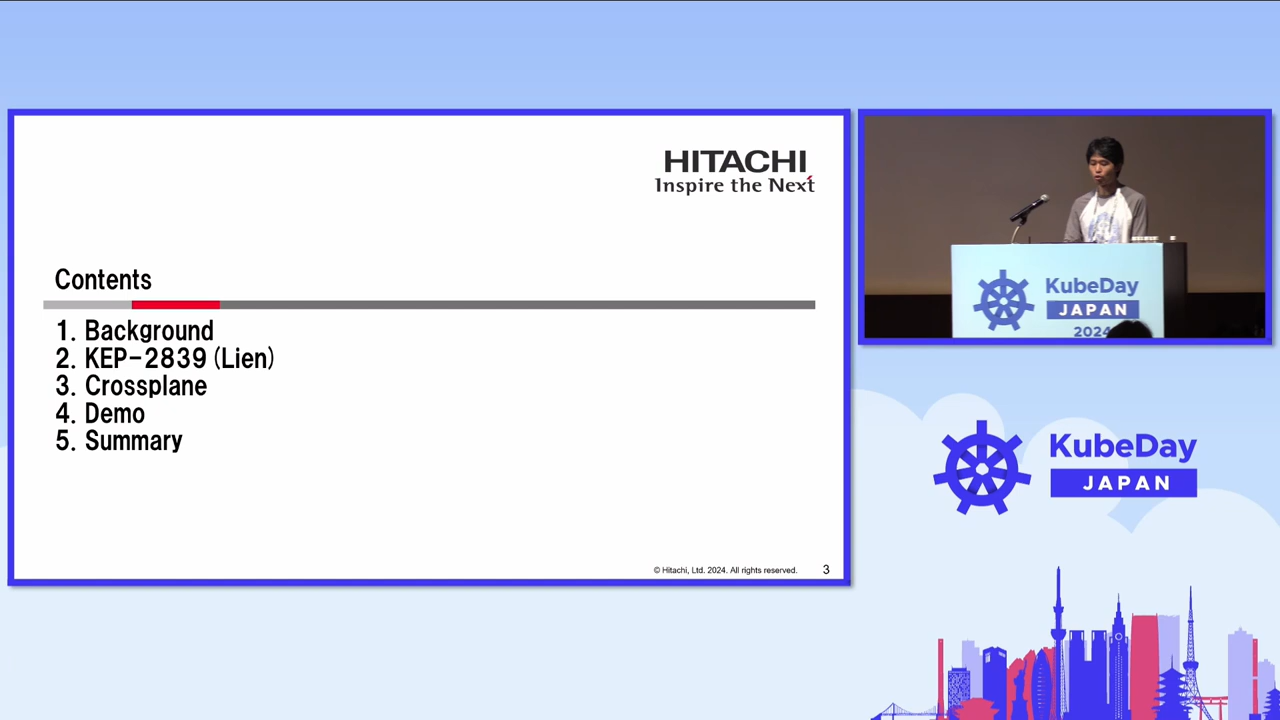 HITACHI
Inspire the Next
Contents
1. Background
2. KEP-2839 (Lien)
3. Crossplane
4. Demo
5. Summary
© Hitachi, Ltd. 2024. All rights reserved.
3
KubeDay
JAPAN
2024
KubeDay
JAPAN